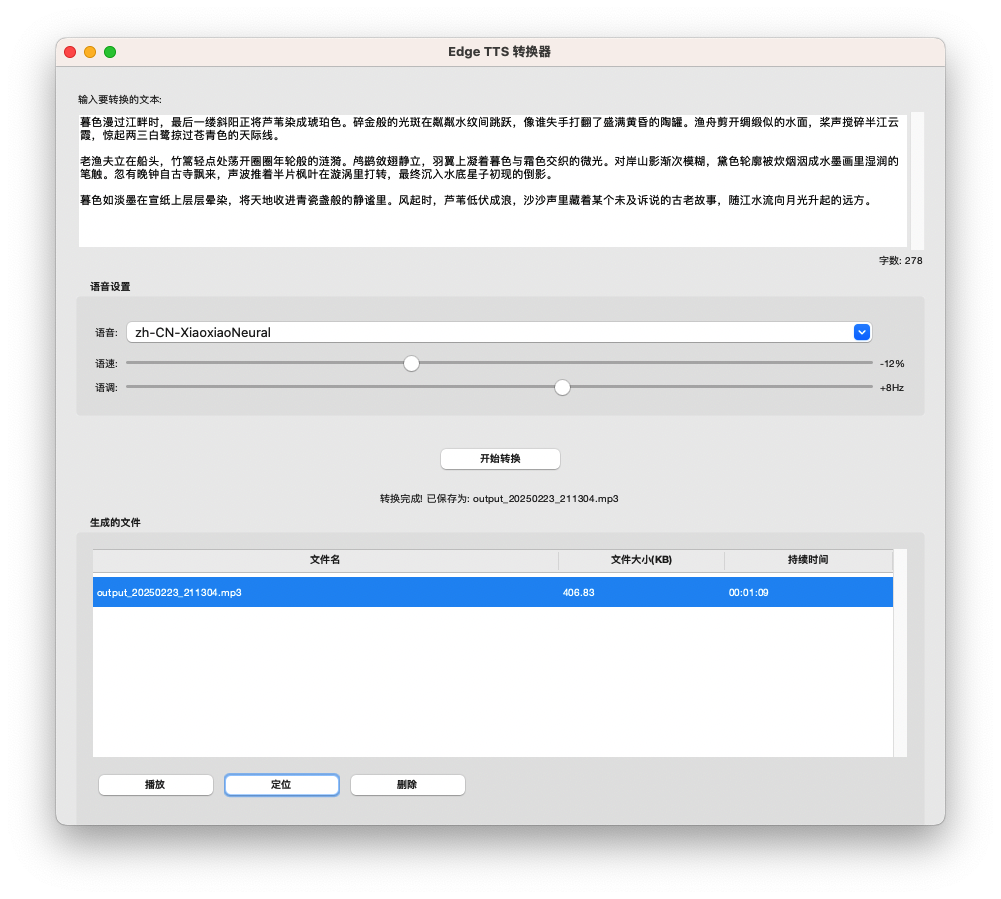 Edge TTS 转换器
输入要转换的文本:
暮色漫过江畔时，最后一缕斜阳正将芦苇染成琥珀色。碎金般的光斑在粼粼水纹间跳跃，像谁失手打翻了盛满黄昏的陶罐。渔舟剪开绸缎似的水面，桨声搅碎半江云
霞，惊起两三白鹭掠过苍青色的天际线。
老渔夫立在船头，竹篙轻点处荡开圈圈年轮般的涟漪。鸬鹚敛翅静立，羽翼上凝着暮色与霜色交织的微光。对岸山影渐次模糊，黛色轮廓被炊烟洇成水墨画里湿润的
笔触。忽有晚钟自古寺飘来，声波推着半片枫叶在漩涡里打转，最终沉入水底星子初现的倒影。
暮色如淡墨在宣纸上层层晕染，将天地收进青瓷盏般的静谧里。风起时，芦苇低伏成浪，沙沙声里藏着某个未及诉说的古老故事，随江水流向月光升起的远方。
字数: 278
语音设置
语音: zh-CN-XiaoxiaoNeural
语速: -12%
语调: +8Hz
开始转换
转换完成! 已保存为: output_20250223_211304.mp3
生成的文件
文件名 文件大小(KB) 持续时间
output_20250223_211304.mp3 406.83 00:01:09
播放 定位 删除